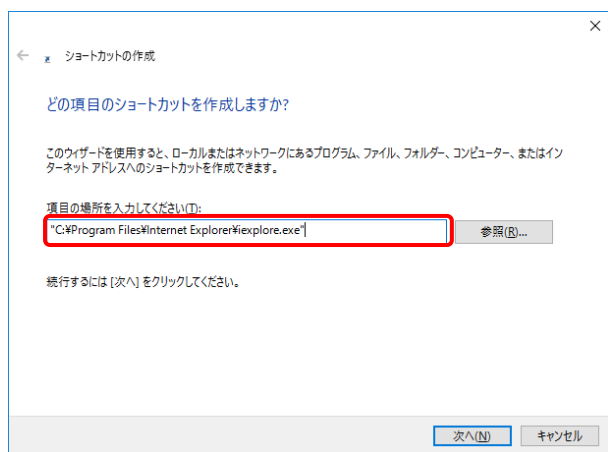 ショートカットの作成
どの項目のショートカットを作成しますか?
このウィザードを使用すると、ローカルまたはネットワークにあるプログラム、ファイル、フォルダー、コンピューター、またはイン
ターネット アドレスへのショートカットを作成できます。
項目の場所を入力してください(T):
"C:¥Program Files¥Internet Explorer¥iexplore.exe"
参照(R)...
続行するには [次へ] をクリックしてください。
次へ(N)
キャンセル